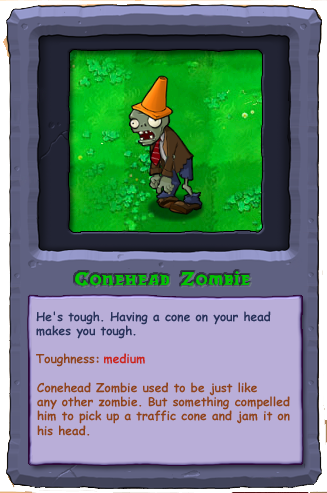 Conehead Zombie
He's tough. Having a cone on your head
makes you tough.
Toughness: medium
Conehead Zombie used to be just like
any other zombie. But something compelled
him to pick up a traffic cone and jam it on
his head.